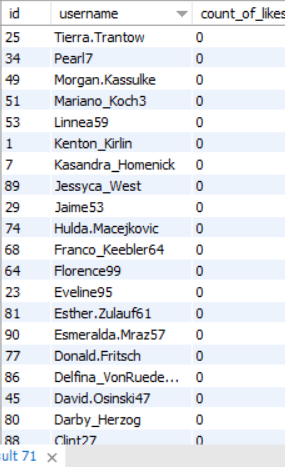 id username count_of_likes
25 Tierra.Trantow 0
34 Pearl7 0
49 Morgan.Kassulke 0
51 Mariano_Koch3 0
53 Linnea59 0
1 Kenton_Kirlin 0
7 Kasandra_Homenick 0
89 Jessyca_West 0
29 Jaime53 0
74 Hulda.Macejkovic 0
68 Franco_Keebler64 0
64 Florence99 0
23 Eveline95 0
81 Esther.Zulauf61 0
90 Esmeralda.Mraz57 0
77 Donald.Fritsch 0
86 Delfina_VonRuede... 0
45 David.Osinski47 0
80 Darby_Herzog 0
88 Clint27 0
ult 71